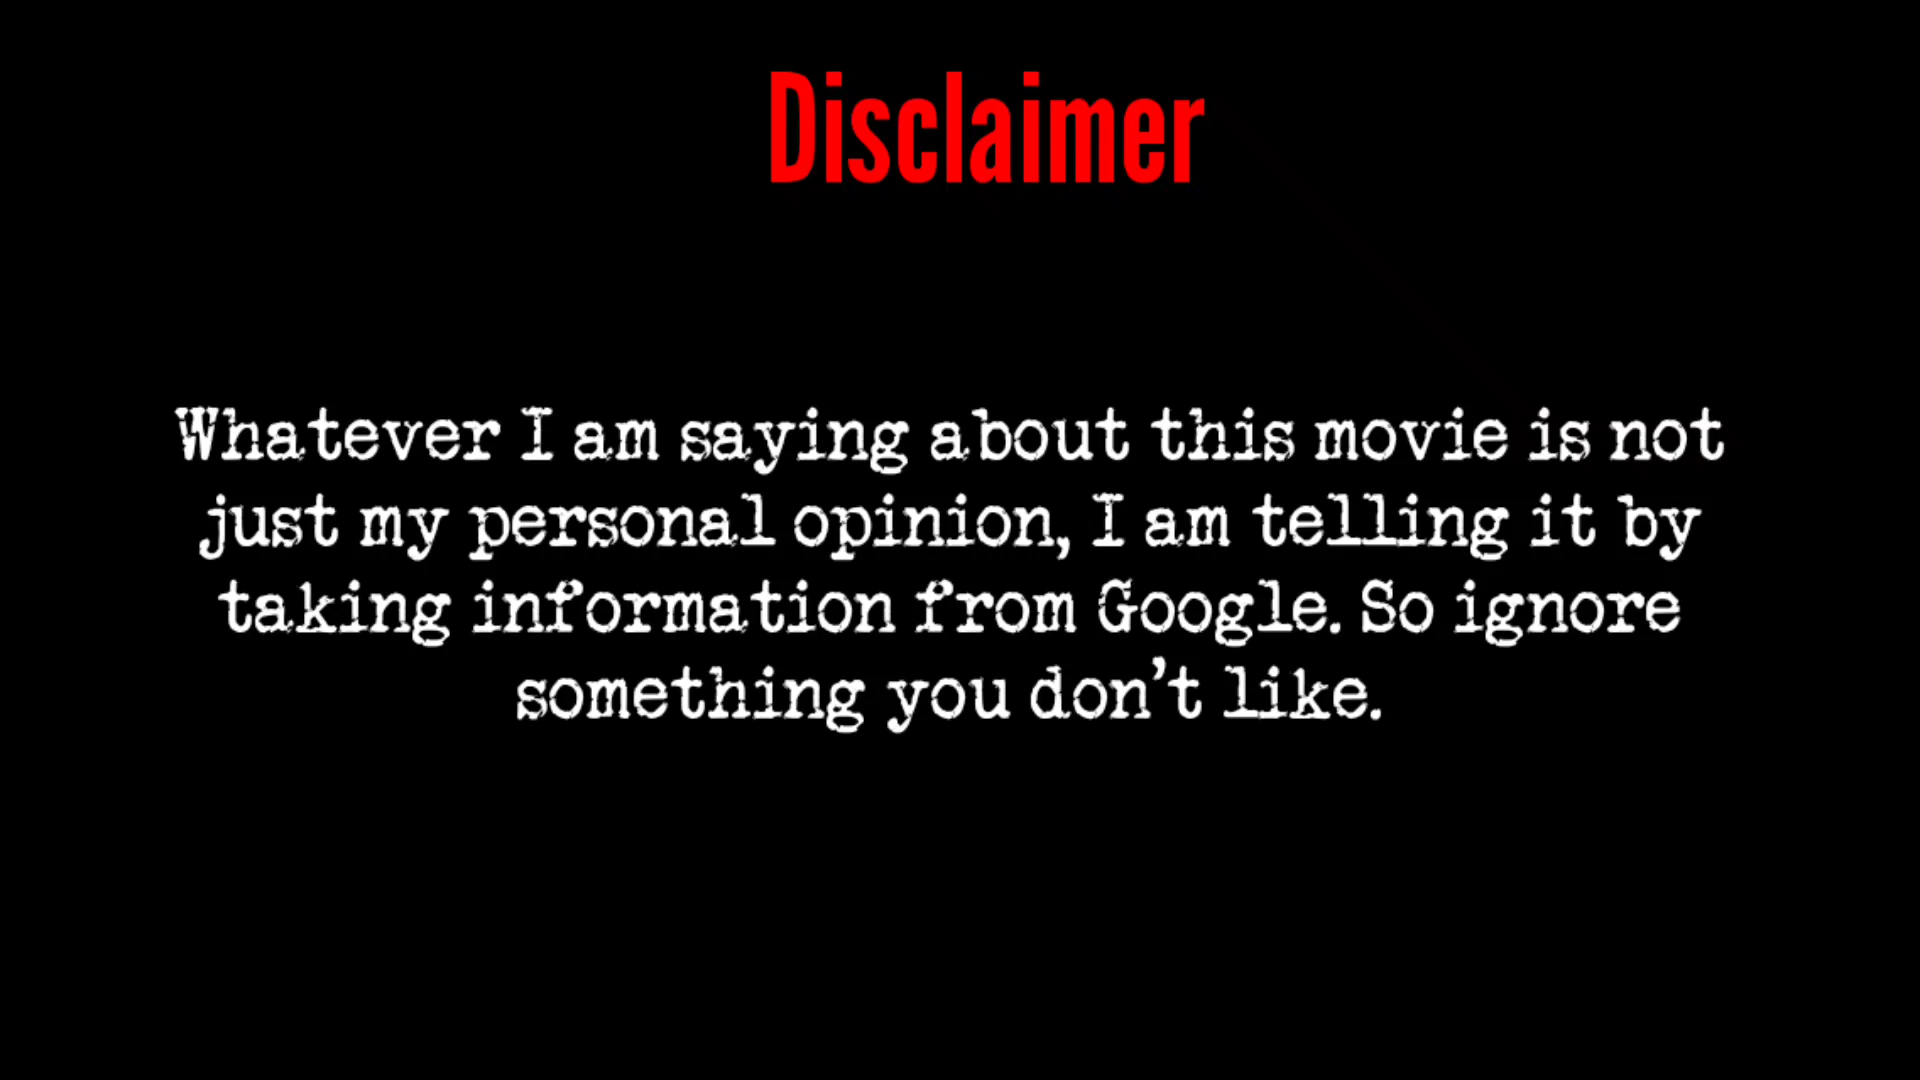 Disclaimer
Whatever I am saying about this movie is not
just my personal opinion, I am telling it by
taking information from Google. So ignore
something you don't like.